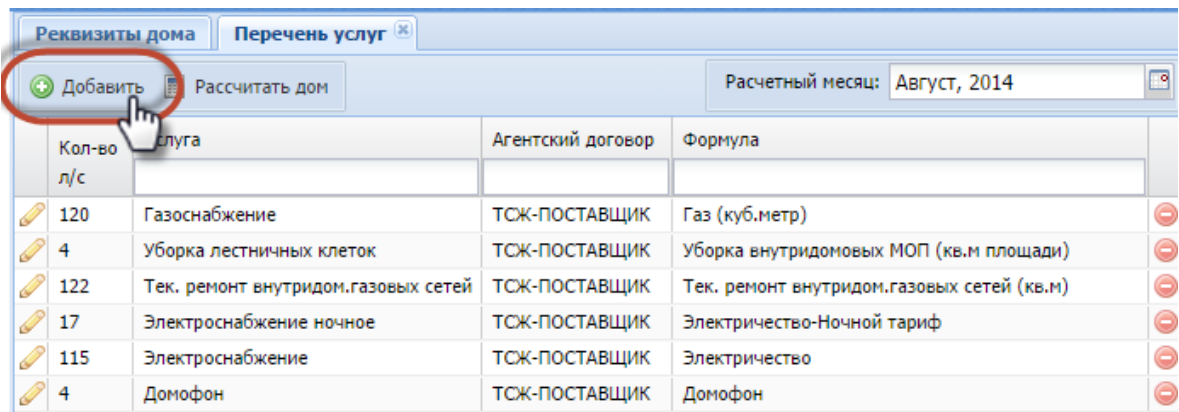 Реквизиты дома Перечень услуг
Добавить Рассчитать дом Расчетный месяц: Август, 2014
Кол-во л/с слуга Агентский договор Формула
120 Газоснабжение ТСЖ-ПОСТАВЩИК Газ (куб.метр)
4 Уборка лестничных клеток ТСЖ-ПОСТАВЩИК Уборка внутридомовых МОП (кв.м площади)
122 Тек. ремонт внутридом.газовых сетей ТСЖ-ПОСТАВЩИК Тек. ремонт внутридом.газовых сетей (кв.м)
17 Электроснабжение ночное ТСЖ-ПОСТАВЩИК Электричество-Ночной тариф
115 Электроснабжение ТСЖ-ПОСТАВЩИК Электричество
4 Домофон ТСЖ-ПОСТАВЩИК Домофон